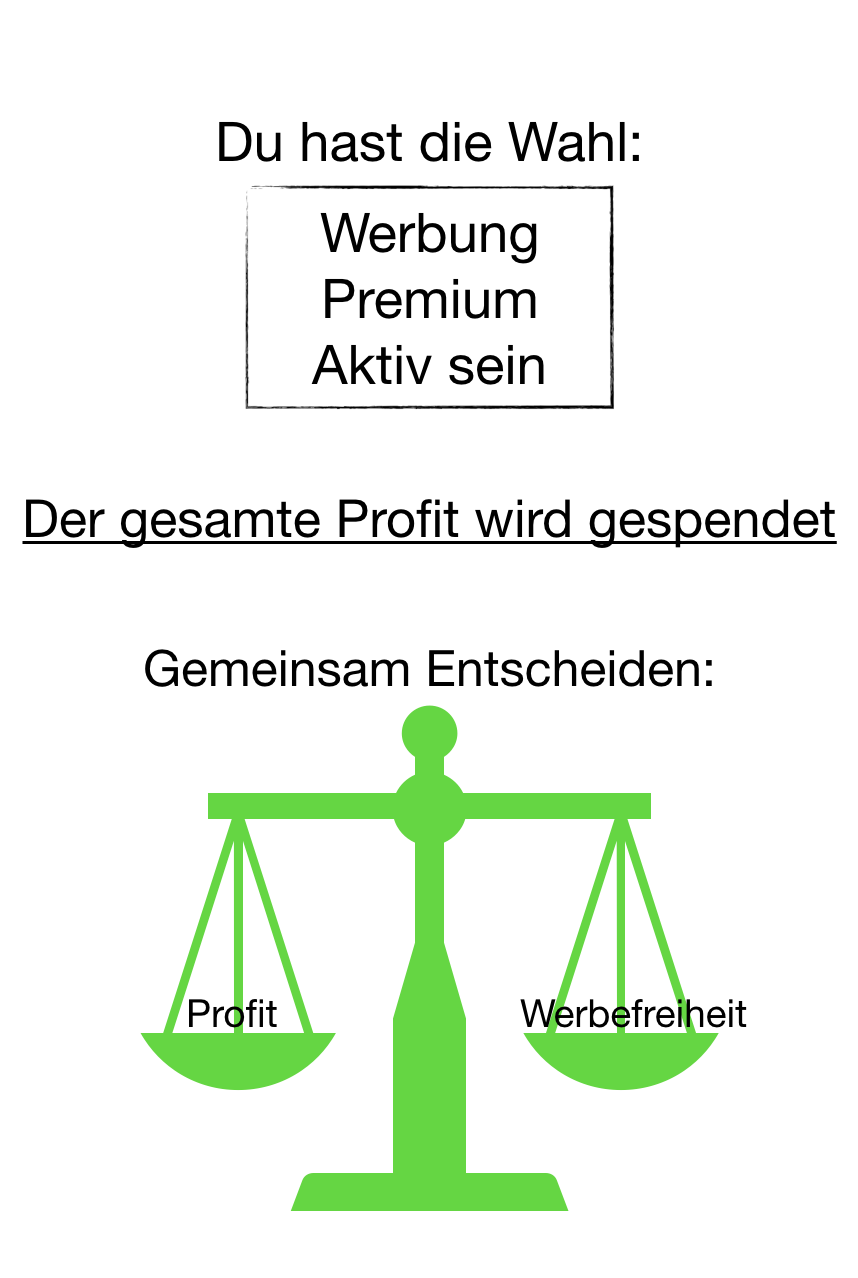 Du hast die Wahl:
Werbung
Premium
Aktiv sein
Der gesamte Profit wird gespendet
Gemeinsam Entscheiden:
Profit
Werbefreiheit